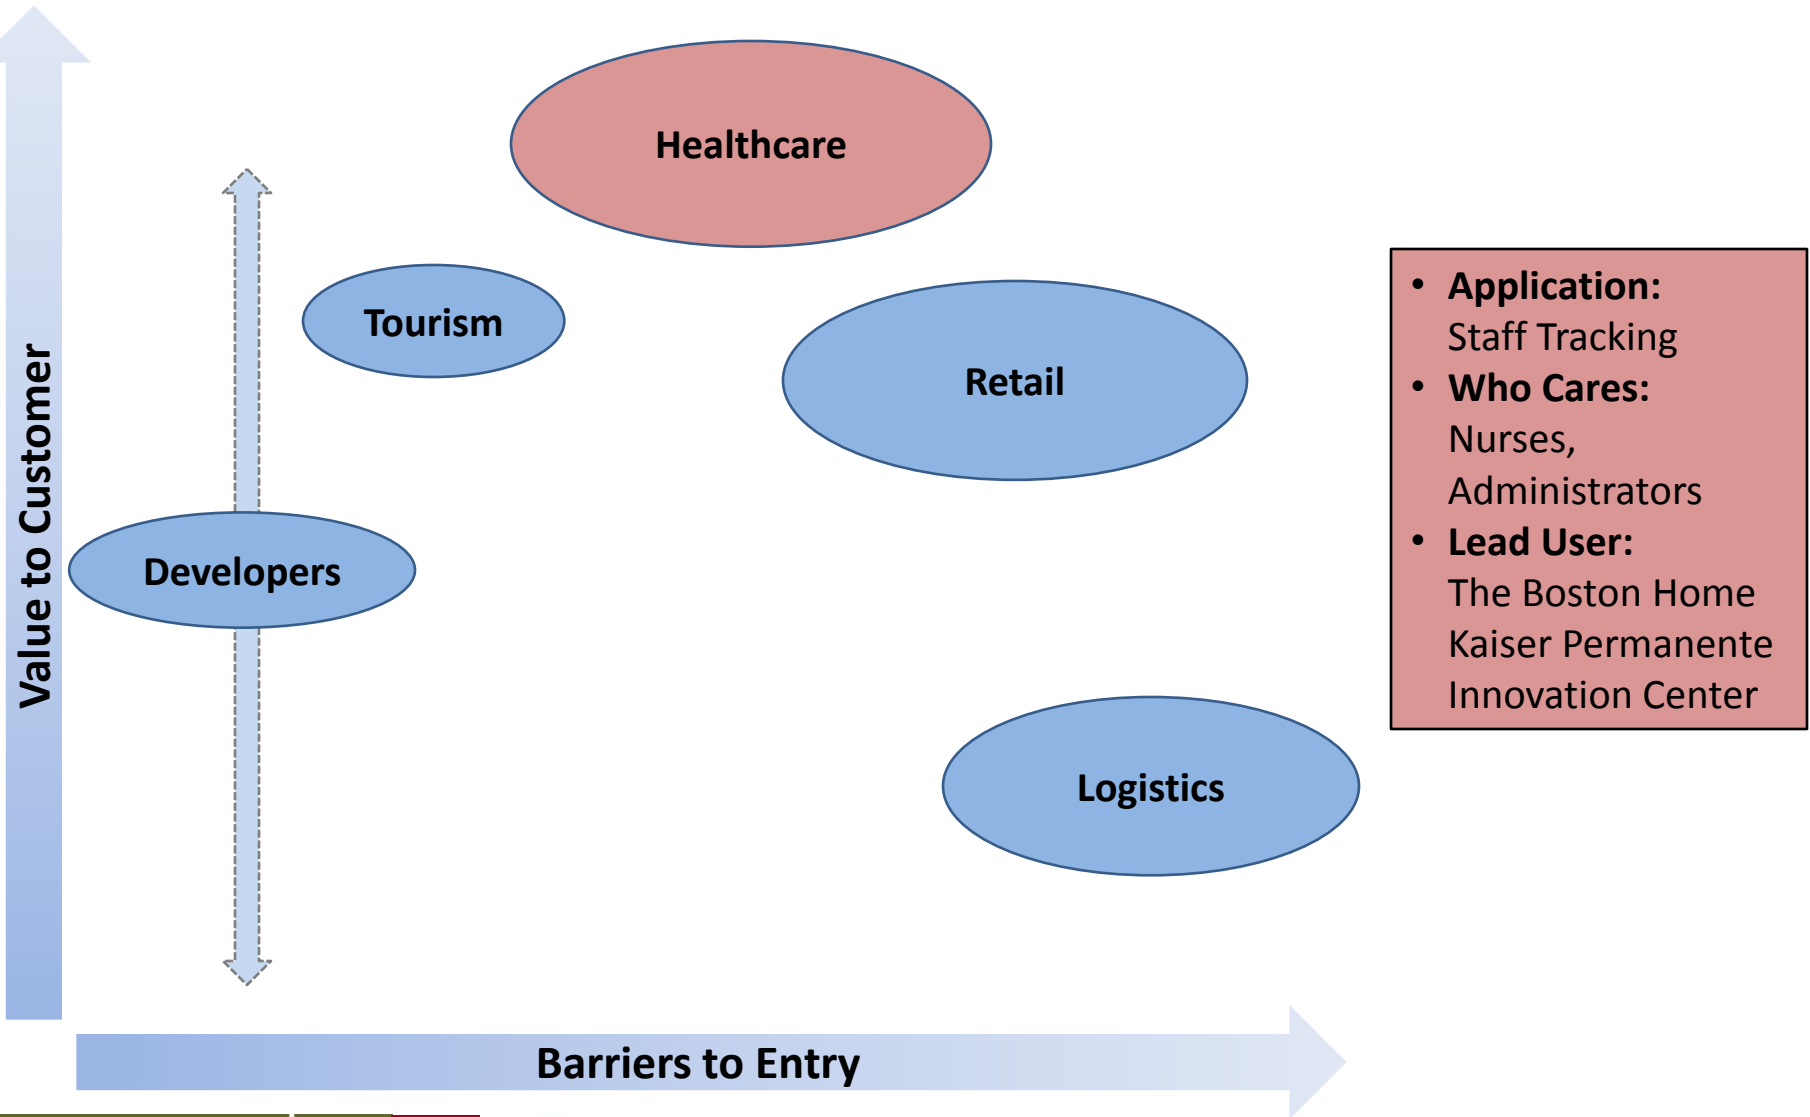 Healthcare
Tourism
Retail
Developers
Logistics
Value to Customer
Barriers to Entry
• Application:
Staff Tracking
• Who Cares:
Nurses,
Administrators
• Lead User:
The Boston Home
Kaiser Permanente
Innovation Center